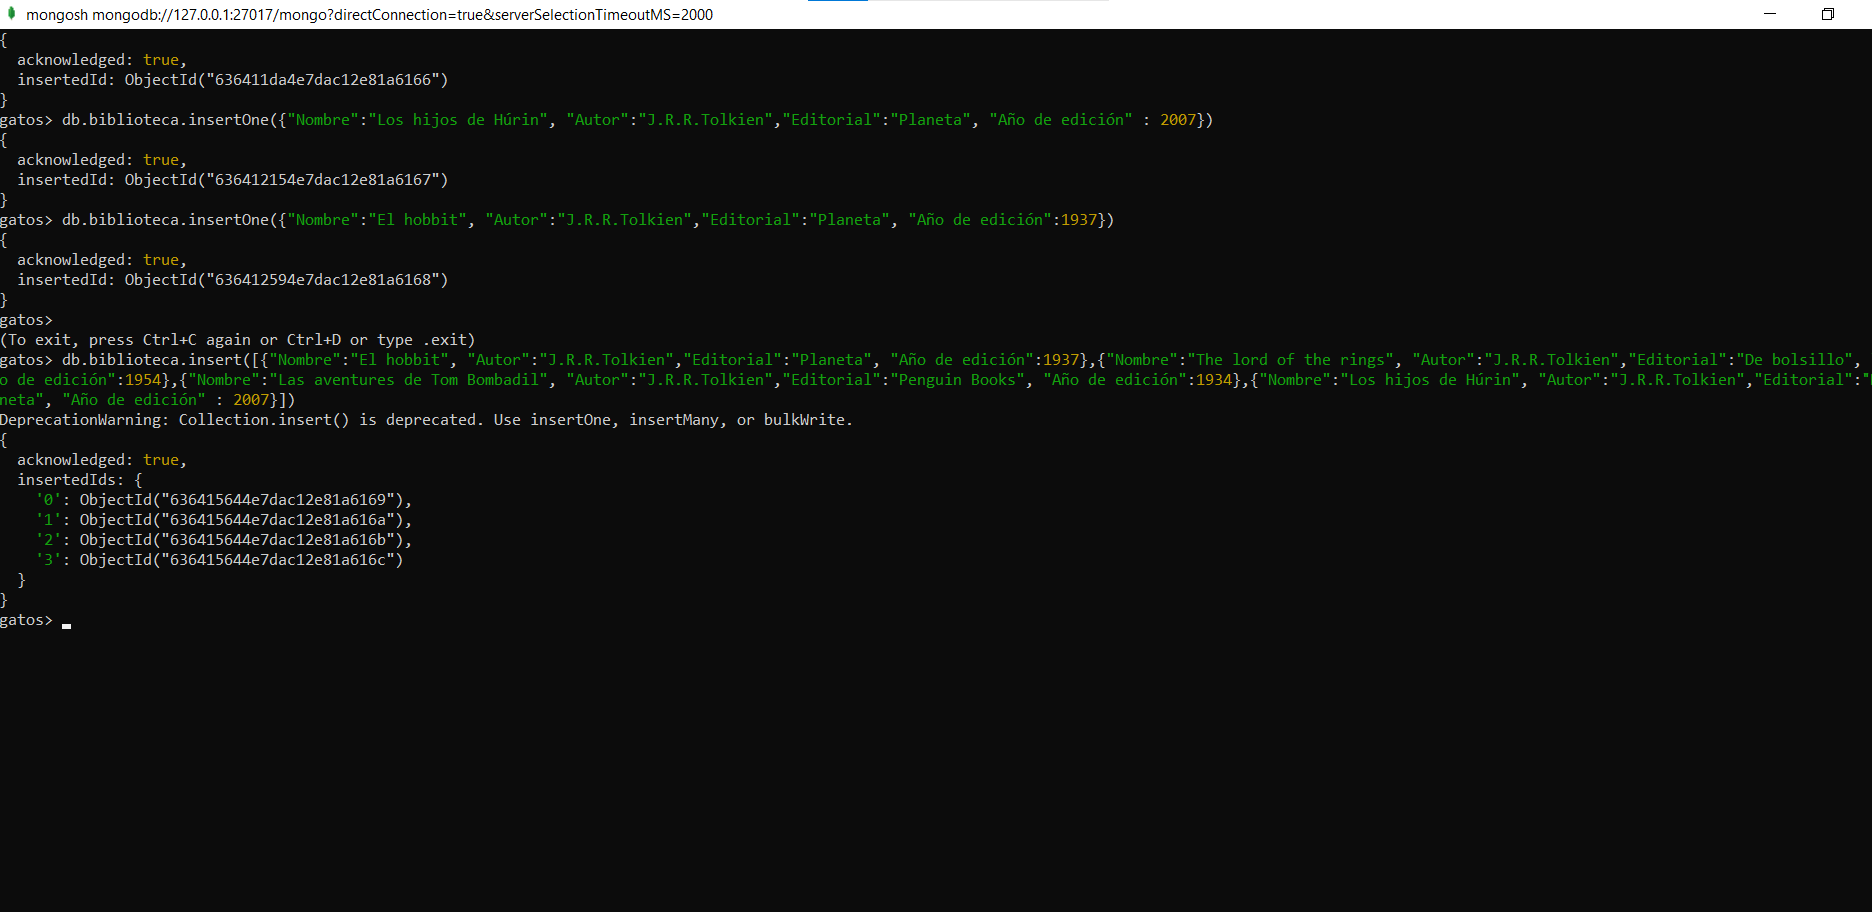 mongosh mongodb://127.0.0.1:27017/mongo?directConnection=true&serverSelectionTimeoutMS=2000
{
  acknowledged: true,
  insertedId: ObjectId("636411da4e7dac12e81a6166")
}
gatos> db.biblioteca.insertOne({"Nombre":"Los hijos de Húrin", "Autor":"J.R.R.Tolkien","Editorial":"Planeta", "Año de edición" : 2007})
{
  acknowledged: true,
  insertedId: ObjectId("636412154e7dac12e81a6167")
}
gatos> db.biblioteca.insertOne({"Nombre":"El hobbit", "Autor":"J.R.R.Tolkien","Editorial":"Planeta", "Año de edición":1937})
{
  acknowledged: true,
  insertedId: ObjectId("636412594e7dac12e81a6168")
}
gatos>
(To exit, press Ctrl+C again or Ctrl+D or type .exit)
gatos> db.biblioteca.insert([{"Nombre":"El hobbit", "Autor":"J.R.R.Tolkien","Editorial":"Planeta", "Año de edición":1937},{"Nombre":"The lord of the rings", "Autor":"J.R.R.Tolkien","Editorial":"De bolsillo",
o de edición":1954},{"Nombre":"Las aventures de Tom Bombadil", "Autor":"J.R.R.Tolkien","Editorial":"Penguin Books", "Año de edición":1934},{"Nombre":"Los hijos de Húrin", "Autor":"J.R.R.Tolkien","Editorial":"
neta", "Año de edición" : 2007}])
DeprecationWarning: Collection.insert() is deprecated. Use insertOne, insertMany, or bulkWrite.
{
  acknowledged: true,
  insertedIds: {
    '0': ObjectId("636415644e7dac12e81a6169"),
    '1': ObjectId("636415644e7dac12e81a616a"),
    '2': ObjectId("636415644e7dac12e81a616b"),
    '3': ObjectId("636415644e7dac12e81a616c")
  }
}
gatos>